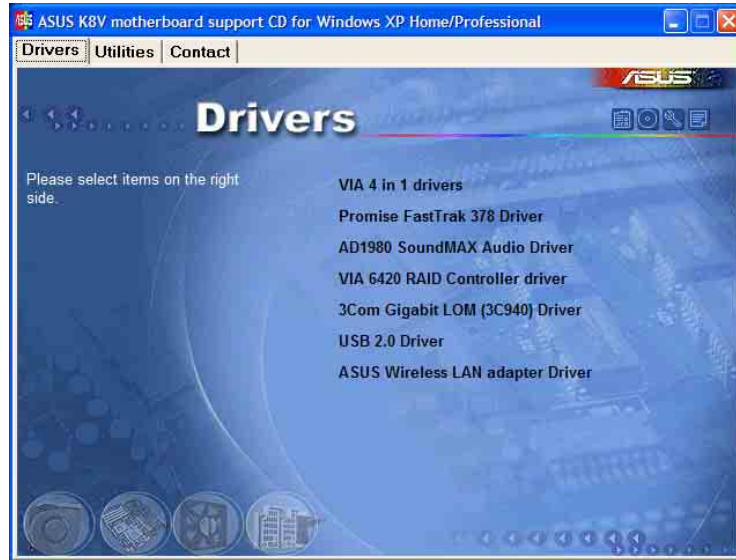 ASUS K8V motherboard support CD for Windows XP Home/Professional
Drivers Utilities Contact
ASUS
Drivers
Please select items on the right
side.
VIA 4 in 1 drivers
Promise FastTrak 378 Driver
AD1980 SoundMAX Audio Driver
VIA 6420 RAID Controller driver
3Com Gigabit LOM (3C940) Driver
USB 2.0 Driver
ASUS Wireless LAN adapter Driver